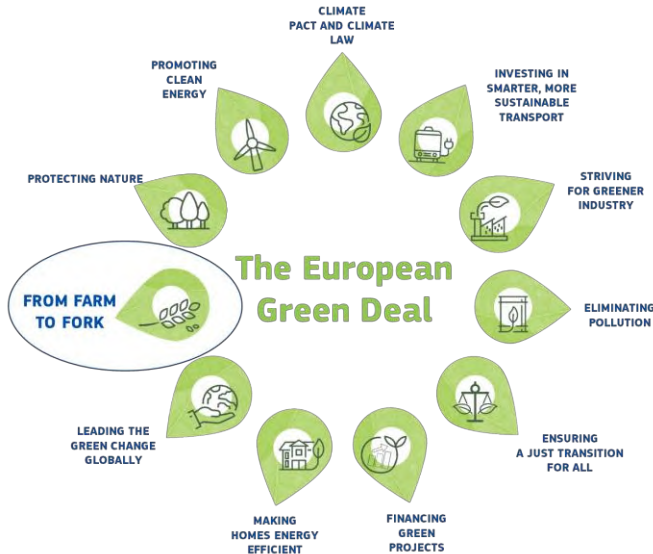 CLIMATE
PACT AND CLIMATE
LAW
PROMOTING
CLEAN
ENERGY
INVESTING IN
SMARTER, MORE
SUSTAINABLE
TRANSPORT
PROTECTING NATURE
STRIVING
FOR GREENER
INDUSTRY
The European
Green Deal
FROM FARM
TO FORK
ELIMINATING
POLLUTION
LEADING THE
GREEN CHANGE
GLOBALLY
ENSURING
A JUST TRANSITION
FOR ALL
MAKING
HOMES ENERGY
EFFICIENT
FINANCING
GREEN
PROJECTS